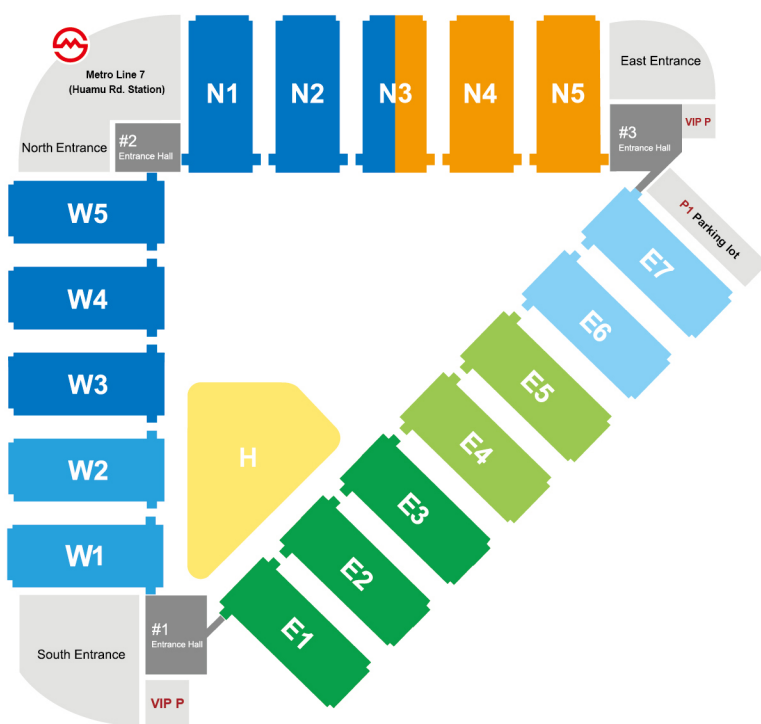 Metro Line 7
(Huamu Rd. Station)
North Entrance
#2
Entrance Hall
N1
N2
N3
N4
N5
East Entrance
#3
Entrance Hall
VIP P
P1 Parking lot
W5
W4
W3
W2
W1
H
E7
E6
E5
E4
E3
E2
E1
#1
Entrance Hall
South Entrance
VIP P